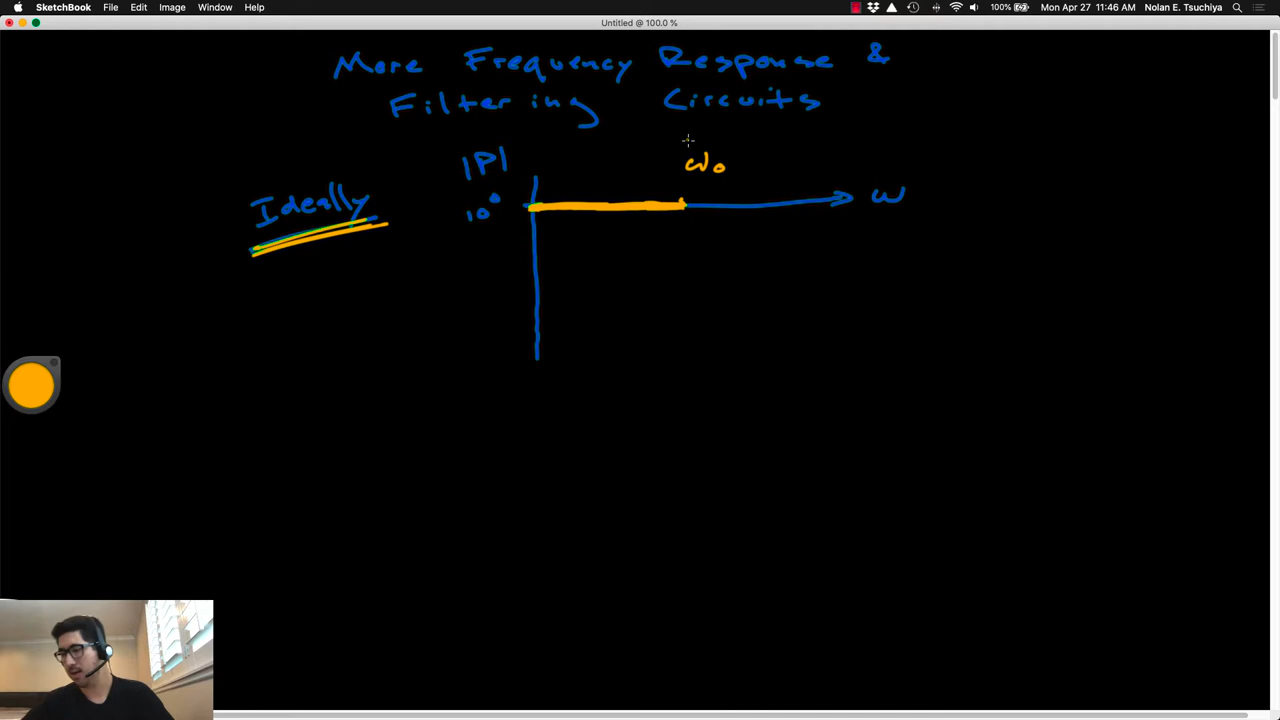 SketchBook File Edit Image Window Help 100% Mon Apr 27 11:46 AM Nolan E. Tsuchiya
Untitled @ 100.0 %
More Frequency Response &
Filtering Circuits
|P|
ω₀
Ideally
10⁰
ω